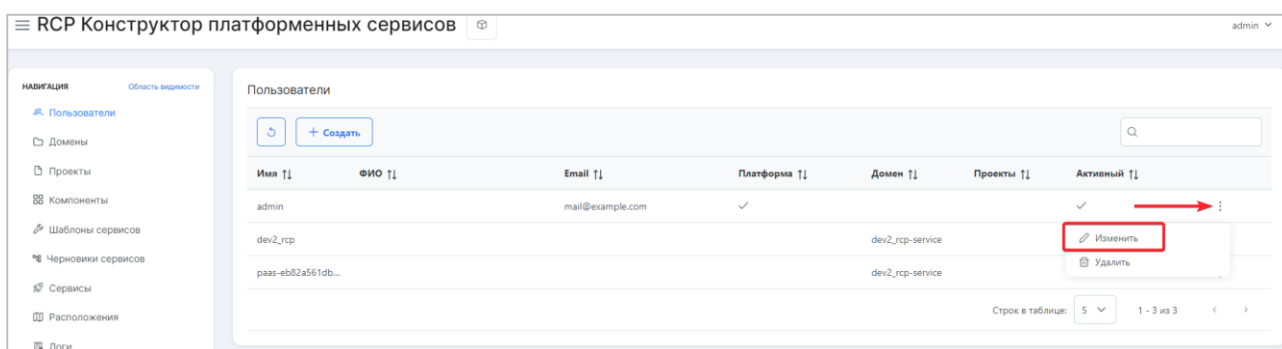 RCP Конструктор платформенных сервисов
admin
НАВИГАЦИЯ Область видимости
Пользователи
Домены
Проекты
Компоненты
Шаблоны сервисов
Черновики сервисов
Сервисы
Расположения
Логи
Пользователи
+ Создать
Имя ФИО Email Платформа Домен Проекты Активный
admin mail@example.com
dev2_rcp dev2_rcp-service
paas-eb82a561db... dev2_rcp-service
Изменить
Удалить
Строк в таблице: 5 1 - 3 из 3